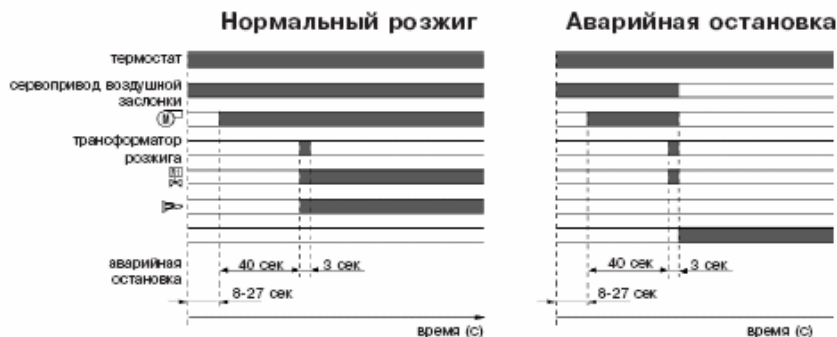 Нормальный розжиг
Аварийная остановка
термостат
сервопривод воздушной
заслонки
M
трансформатор
розжига
аварийная
остановка
40 сек
3 сек
8-27 сек
время (с)
40 сек
3 сек
8-27 сек
время (с)